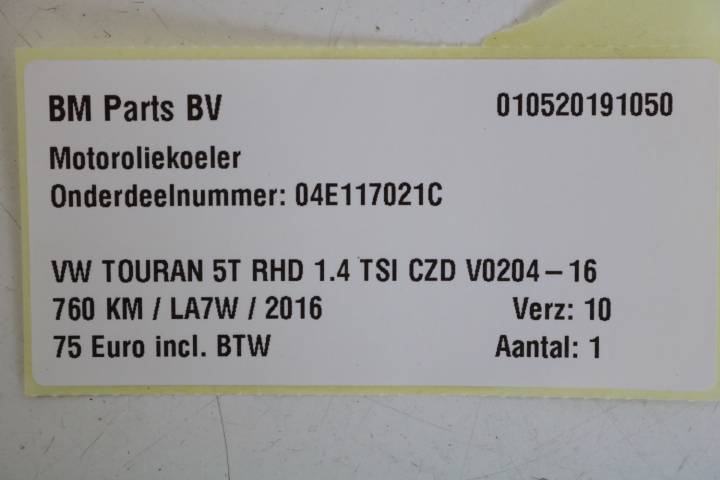 BM Parts BV 010520191050
Motoroliekoeler
Onderdeelnummer: 04E117021C
VW TOURAN 5T RHD 1.4 TSI CZD V0204-16
760 KM / LA7W / 2016 Verz: 10
75 Euro incl. BTW Aantal: 1